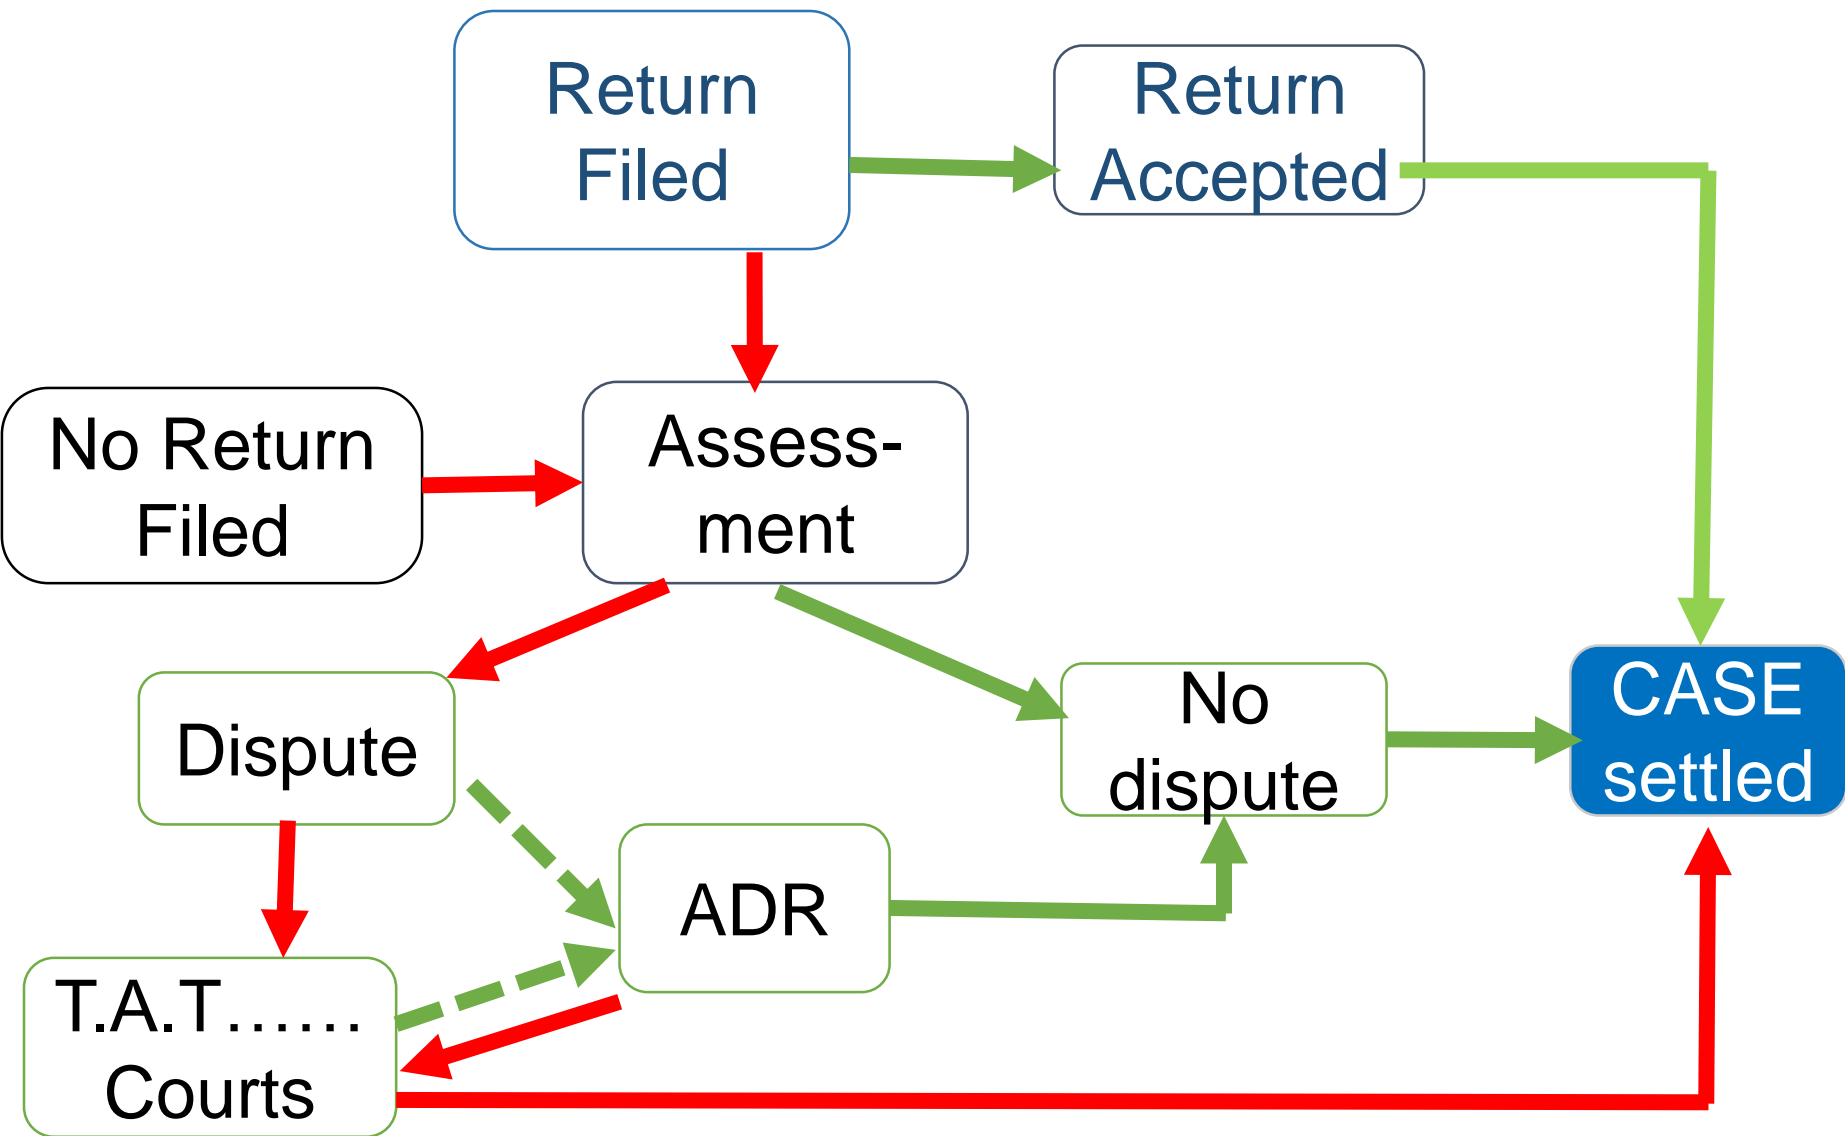 Return
Filed
Return
Accepted
No Return
Filed
Assess-
ment
Dispute
No
dispute
CASE
settled
ADR
T.A.T......
Courts